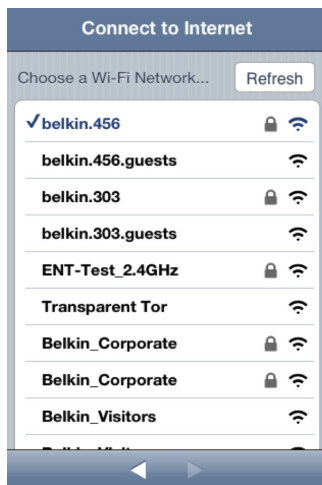 Connect to Internet
Choose a Wi-Fi Network... Refresh
belkin.456
belkin.456.guests
belkin.303
belkin.303.guests
ENT-Test_2.4GHz
Transparent Tor
Belkin_Corporate
Belkin_Corporate
Belkin_Visitors